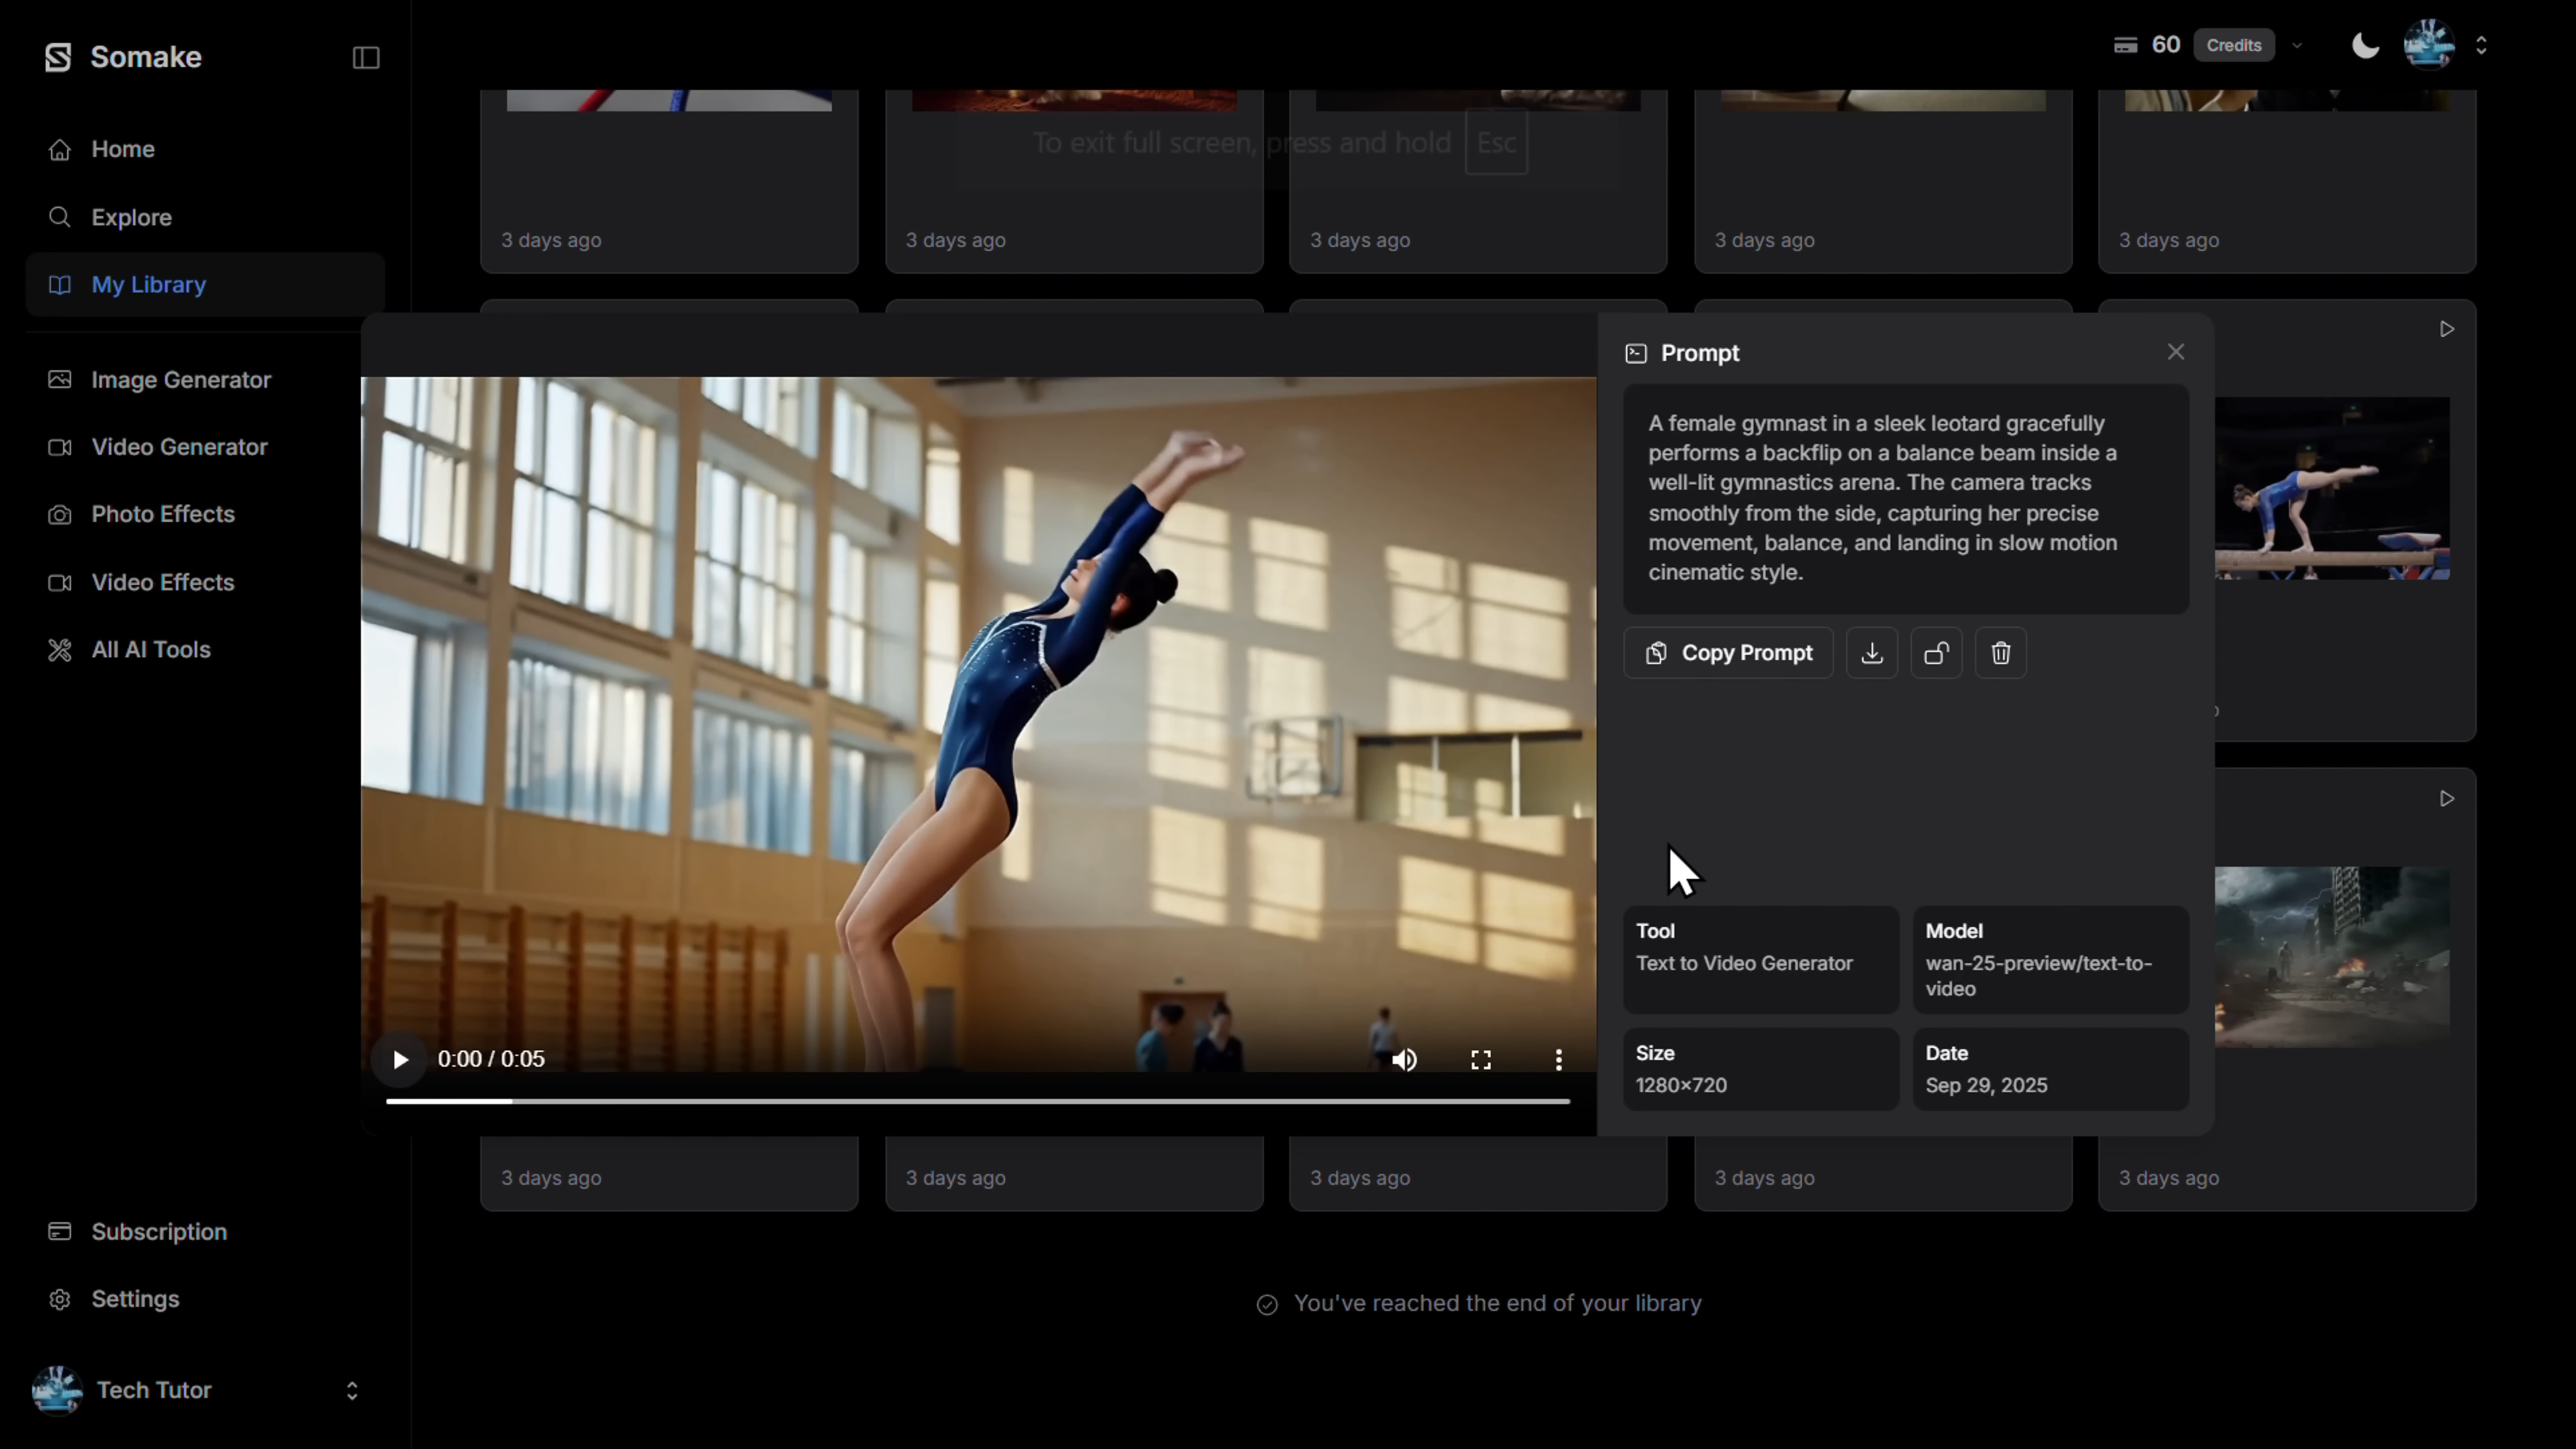 Somake
60 Credits
Home
Explore
My Library
Image Generator
Video Generator
Photo Effects
Video Effects
All AI Tools
Subscription
Settings
Tech Tutor
To exit full screen, press and hold Esc
3 days ago
3 days ago
3 days ago
3 days ago
3 days ago
Prompt
A female gymnast in a sleek leotard gracefully
performs a backflip on a balance beam inside a
well-lit gymnastics arena. The camera tracks
smoothly from the side, capturing her precise
movement, balance, and landing in slow motion
cinematic style.
Copy Prompt
Tool
Text to Video Generator
Model
wan-25-preview/text-to-
video
Size
1280×720
Date
Sep 29, 2025
0:00 / 0:05
3 days ago
3 days ago
3 days ago
3 days ago
3 days ago
You've reached the end of your library